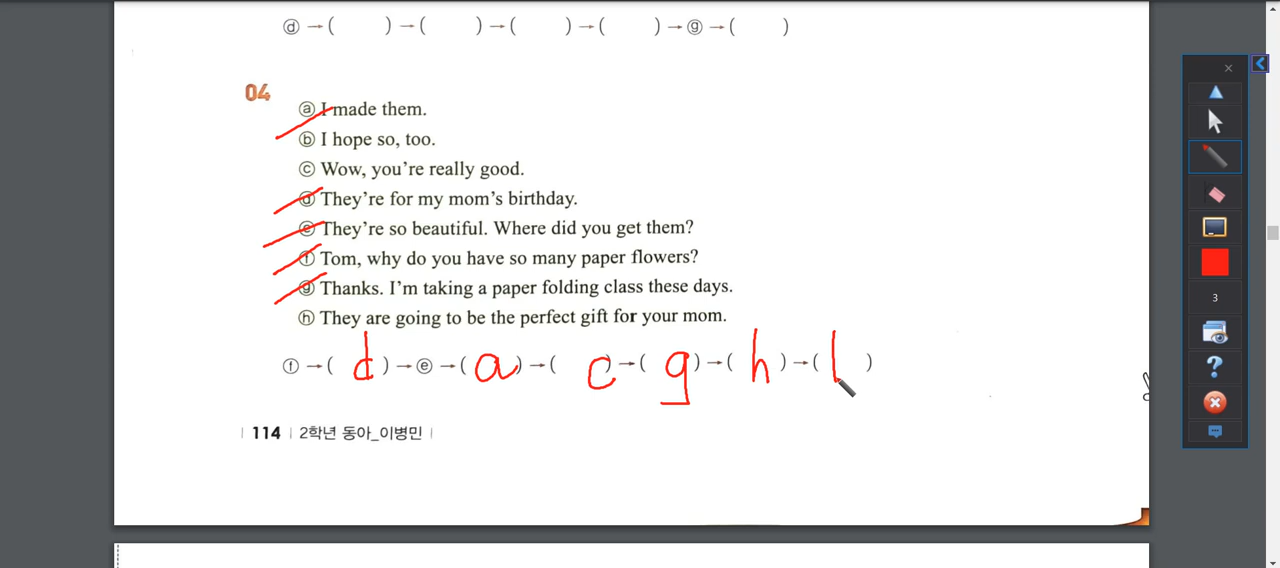 ⓓ → ( ) → ( ) → ( ) → ( ) → ⓖ → ( )
04
ⓐ I made them.
ⓑ I hope so, too.
ⓒ Wow, you're really good.
ⓓ They're for my mom's birthday.
ⓔ They're so beautiful. Where did you get them?
ⓕ Tom, why do you have so many paper flowers?
ⓖ Thanks. I'm taking a paper folding class these days.
ⓗ They are going to be the perfect gift for your mom.
ⓕ → ( d ) → ⓔ → ( a ) → ( c ) → ( g ) → ( h ) → ( )
| 114 | 2학년 동아_이병민 |
3